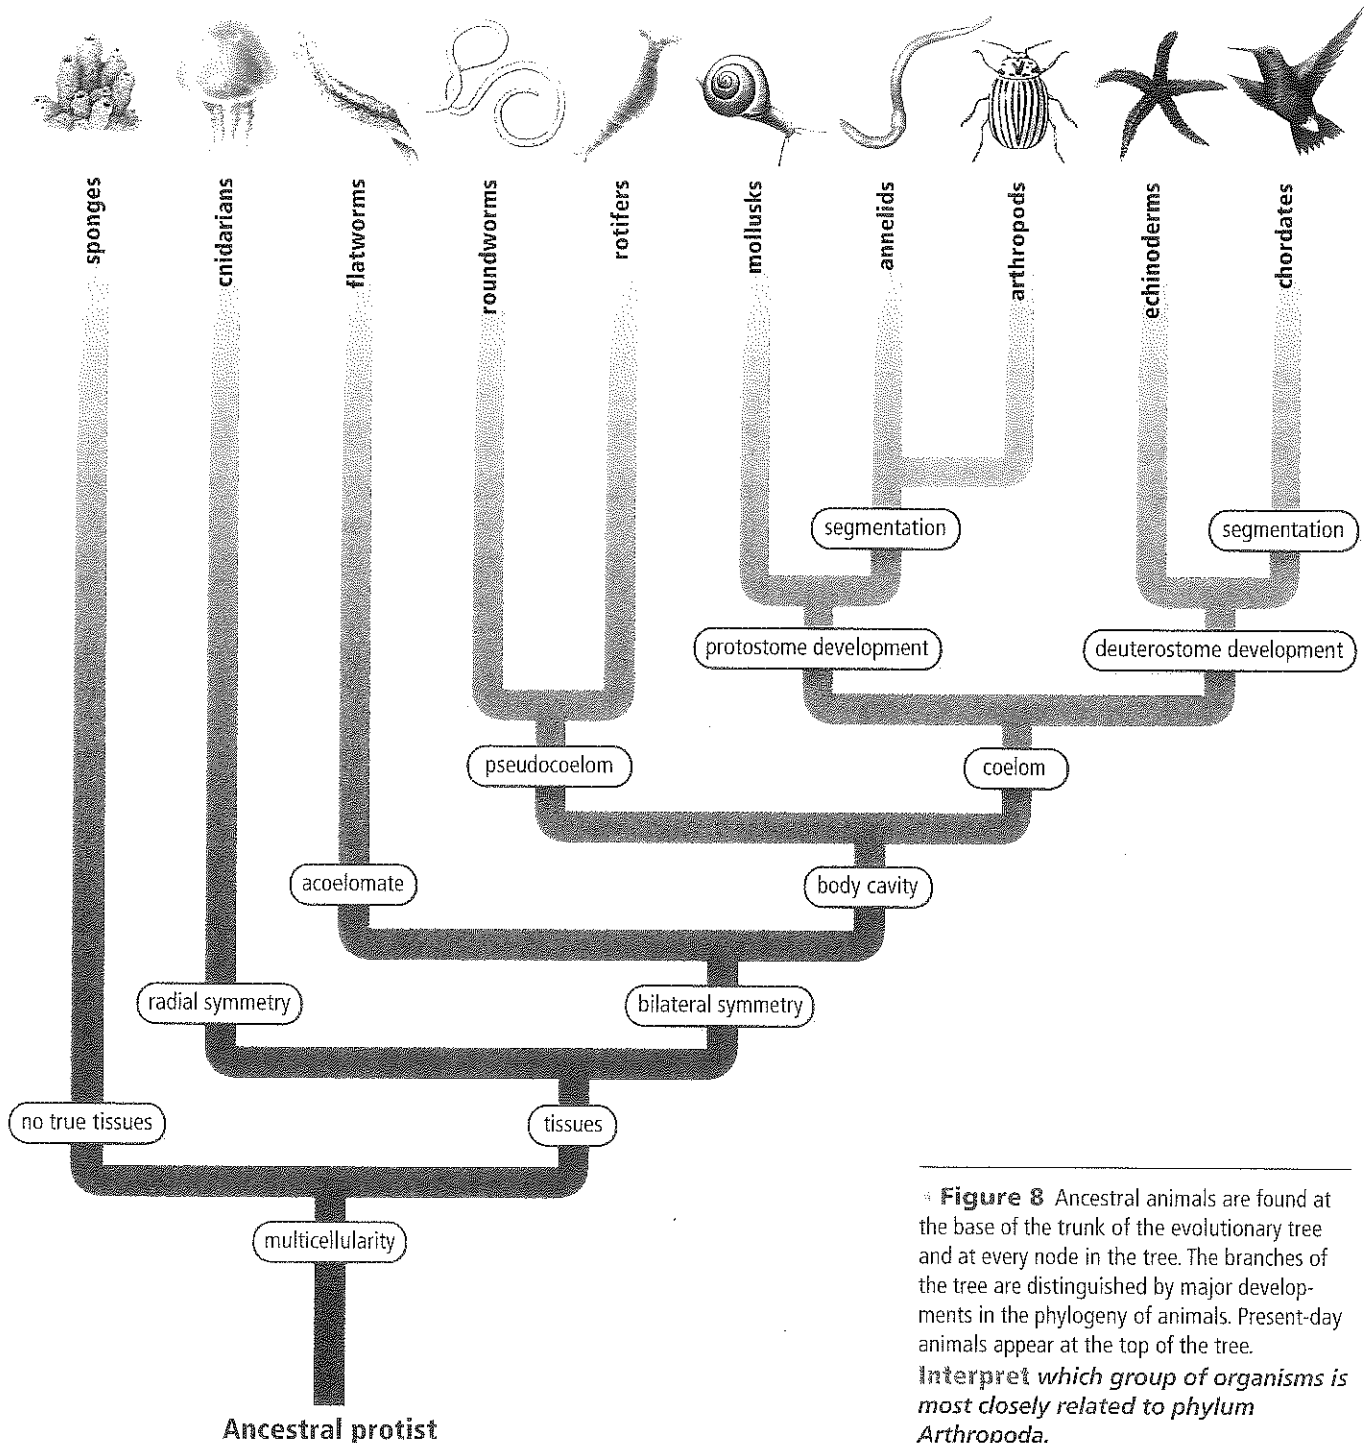 sponges
cnidarians
flatworms
roundworms
rotifers
mollusks
annelids
arthropods
echinoderms
chordates
segmentation
segmentation
protostome development
deuterostome development
pseudocoelom
coelom
acoelomate
body cavity
radial symmetry
bilateral symmetry
no true tissues
tissues
multicellularity
Ancestral protist
Figure 8 Ancestral animals are found at
the base of the trunk of the evolutionary tree
and at every node in the tree. The branches of
the tree are distinguished by major develop-
ments in the phylogeny of animals. Present-day
animals appear at the top of the tree.
Interpret which group of organisms is
most closely related to phylum
Arthropoda.